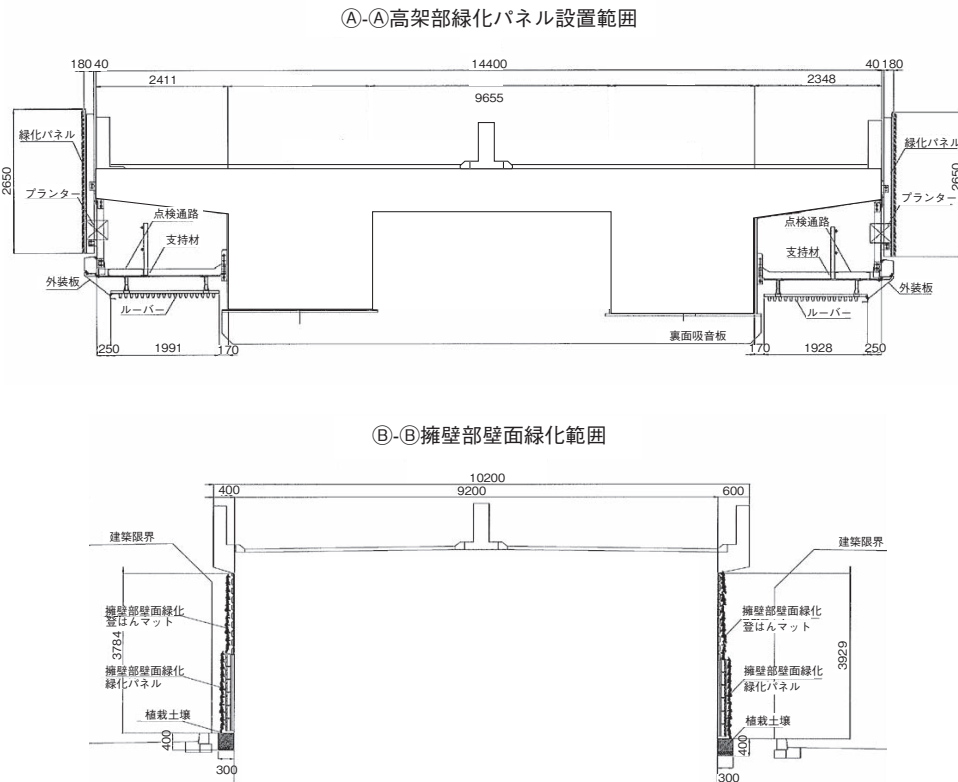 Ⓐ-Ⓐ高架部緑化パネル設置範囲
180 40
14400
40 180
2411
9655
2348
緑化パネル
2650
プランター
点検通路
支持材
外装板
ルーバー
250
1991
170
裏面吸音板
緑化パネル
2650
プランター
点検通路
支持材
外装板
ルーバー
170
1928
250
Ⓑ-Ⓑ擁壁部壁面緑化範囲
10200
400
9200
600
建築限界
擁壁部壁面緑化
登はんマット
3784
擁壁部壁面緑化
緑化パネル
植栽土壌
400
300
建築限界
擁壁部壁面緑化
登はんマット
3929
擁壁部壁面緑化
緑化パネル
植栽土壌
400
300